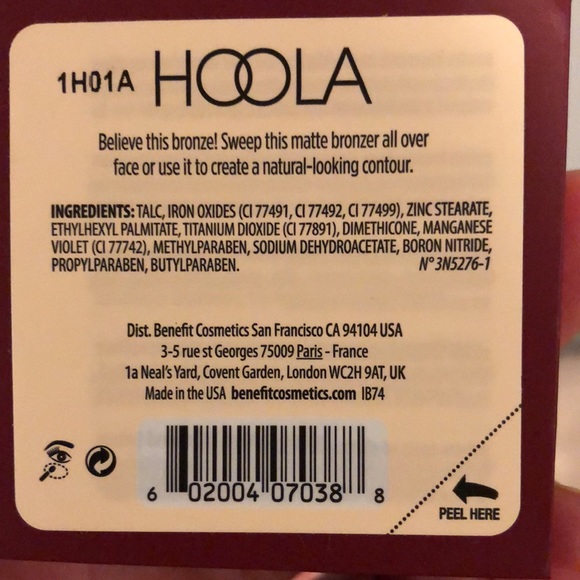 1H01A HOOLA
Believe this bronze! Sweep this matte bronzer all over
face or use it to create a natural-looking contour.
INGREDIENTS: TALC, IRON OXIDES (CI 77491, CI 77492, CI 77499), ZINC STEARATE,
ETHYLHEXYL PALMITATE, TITANIUM DIOXIDE (CI 77891), DIMETHICONE, MANGANESE
VIOLET (CI 77742), METHYLPARABEN, SODIUM DEHYDROACETATE, BORON NITRIDE,
PROPYLPARABEN, BUTYLPARABEN. N° 3N5276-1
Dist. Benefit Cosmetics San Francisco CA 94104 USA
3-5 rue st Georges 75009 Paris - France
1a Neal's Yard, Covent Garden, London WC2H 9AT, UK
Made in the USA benefitcosmetics.com IB74
6 02004 07038 8
PEEL HERE